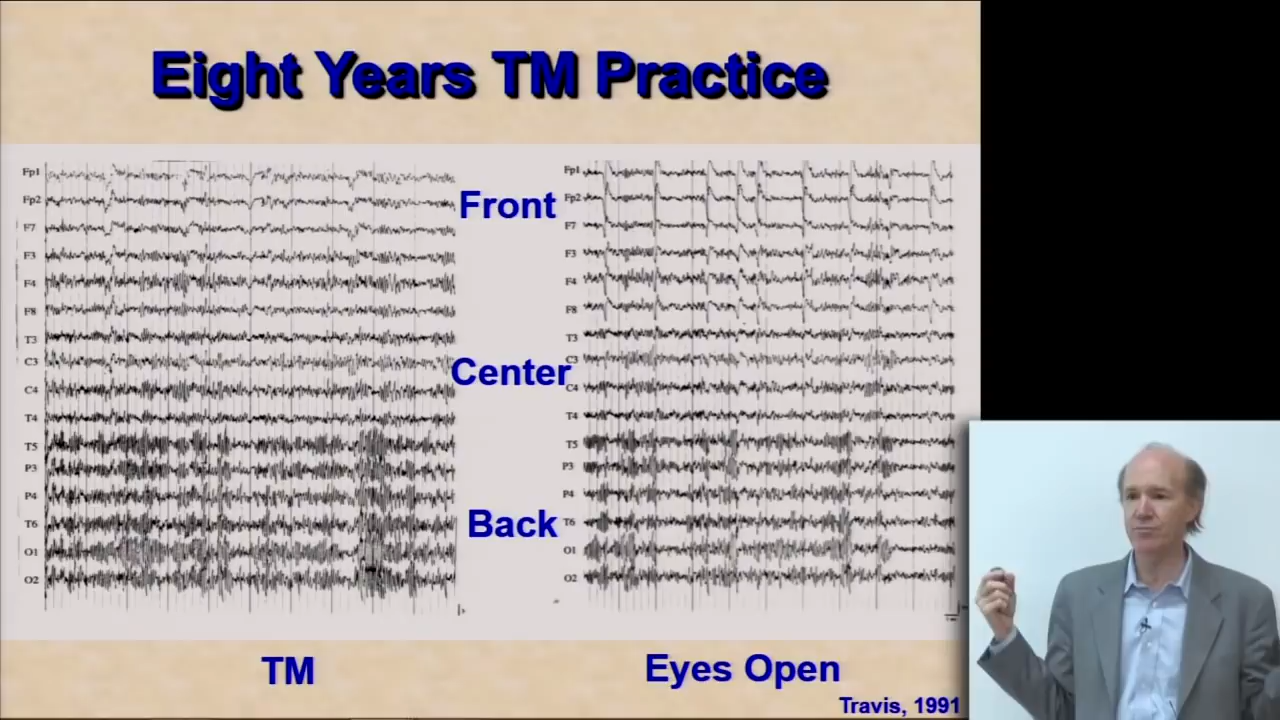 Eight Years TM Practice
Fp1
Fp2
F7
F3
F4
F8
T3
C3
C4
T4
T5
P3
P4
T6
O1
O2
Front
Center
Back
Fp1
Fp2
F7
F3
F4
F8
T3
C3
C4
T4
T5
P3
P4
T6
O1
O2
TM
Eyes Open
Travis, 1991